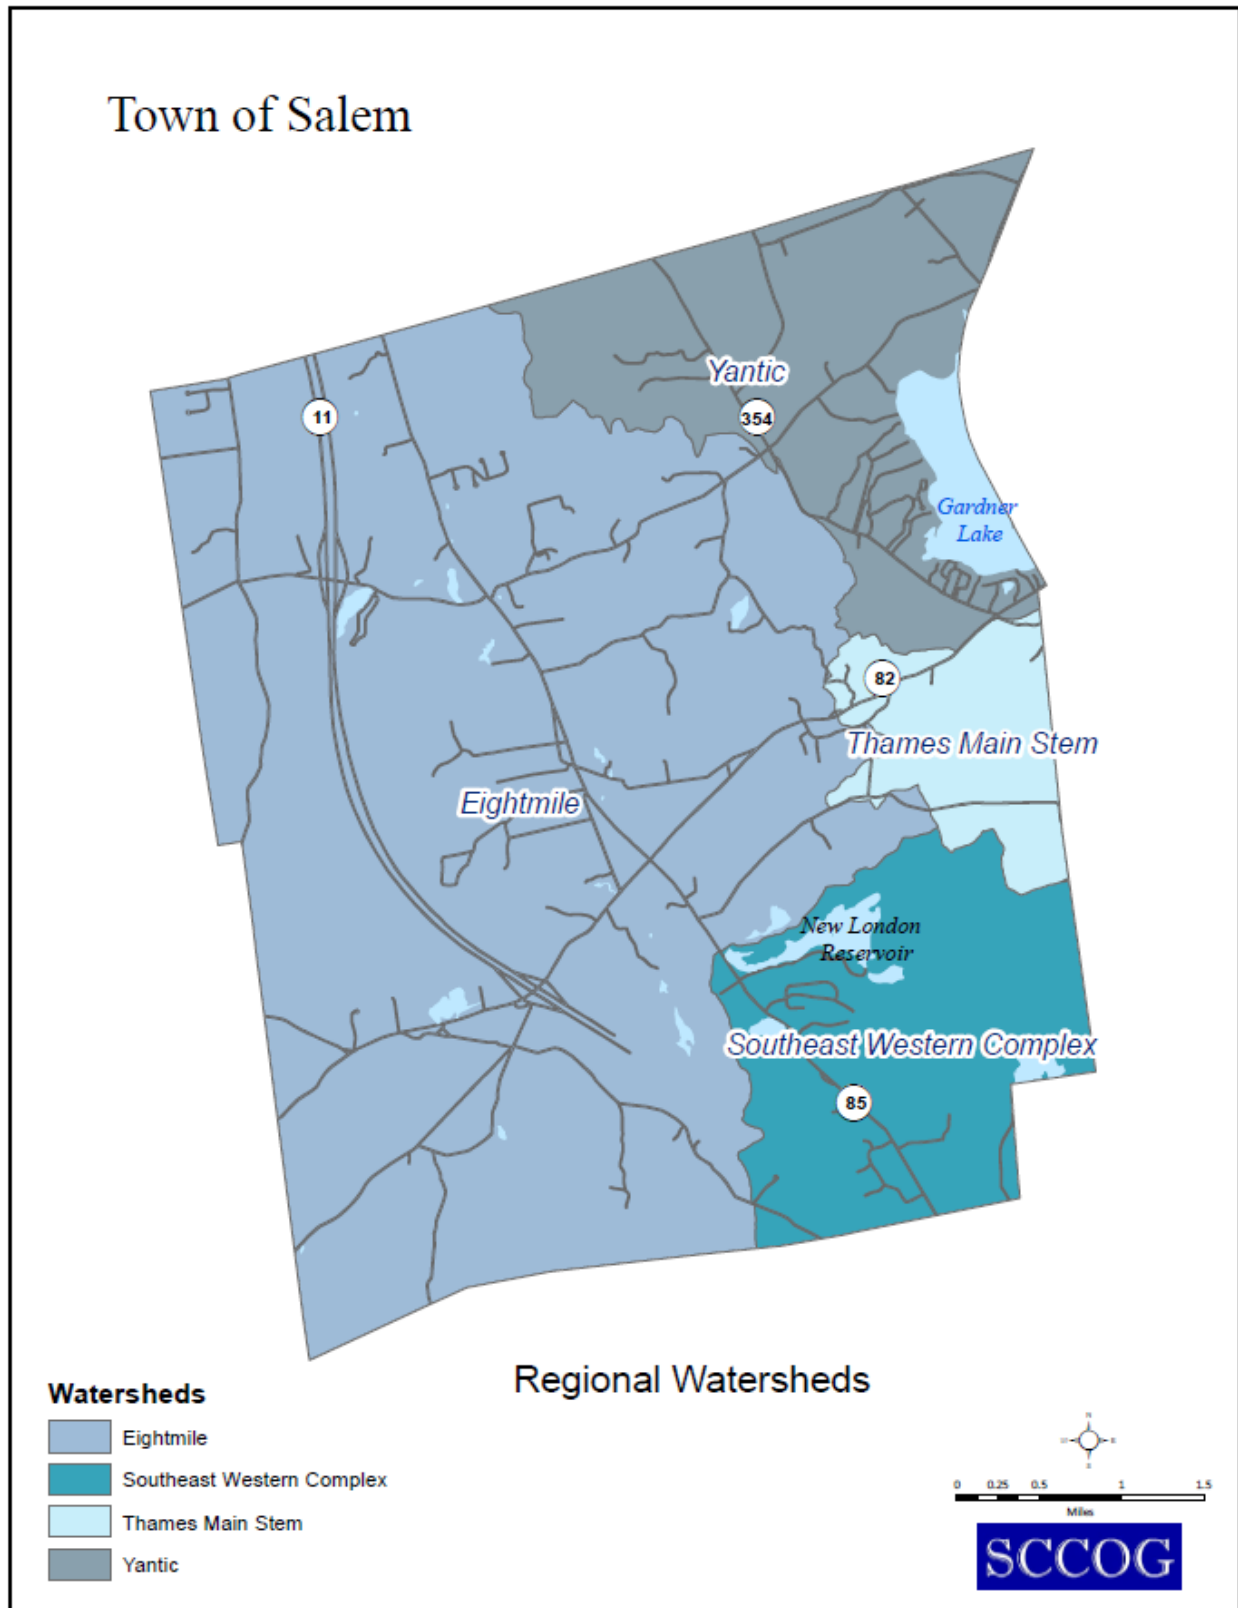 Town of Salem
Yantic
11
354
Gardner
Lake
82
Thames Main Stem
Eightmile
New London
Reservoir
Southeast Western Complex
85
Regional Watersheds
Watersheds
Eightmile
Southeast Western Complex
Thames Main Stem
Yantic
N
E
S
0 0.25 0.5 1 1.5
Miles
SCCOG